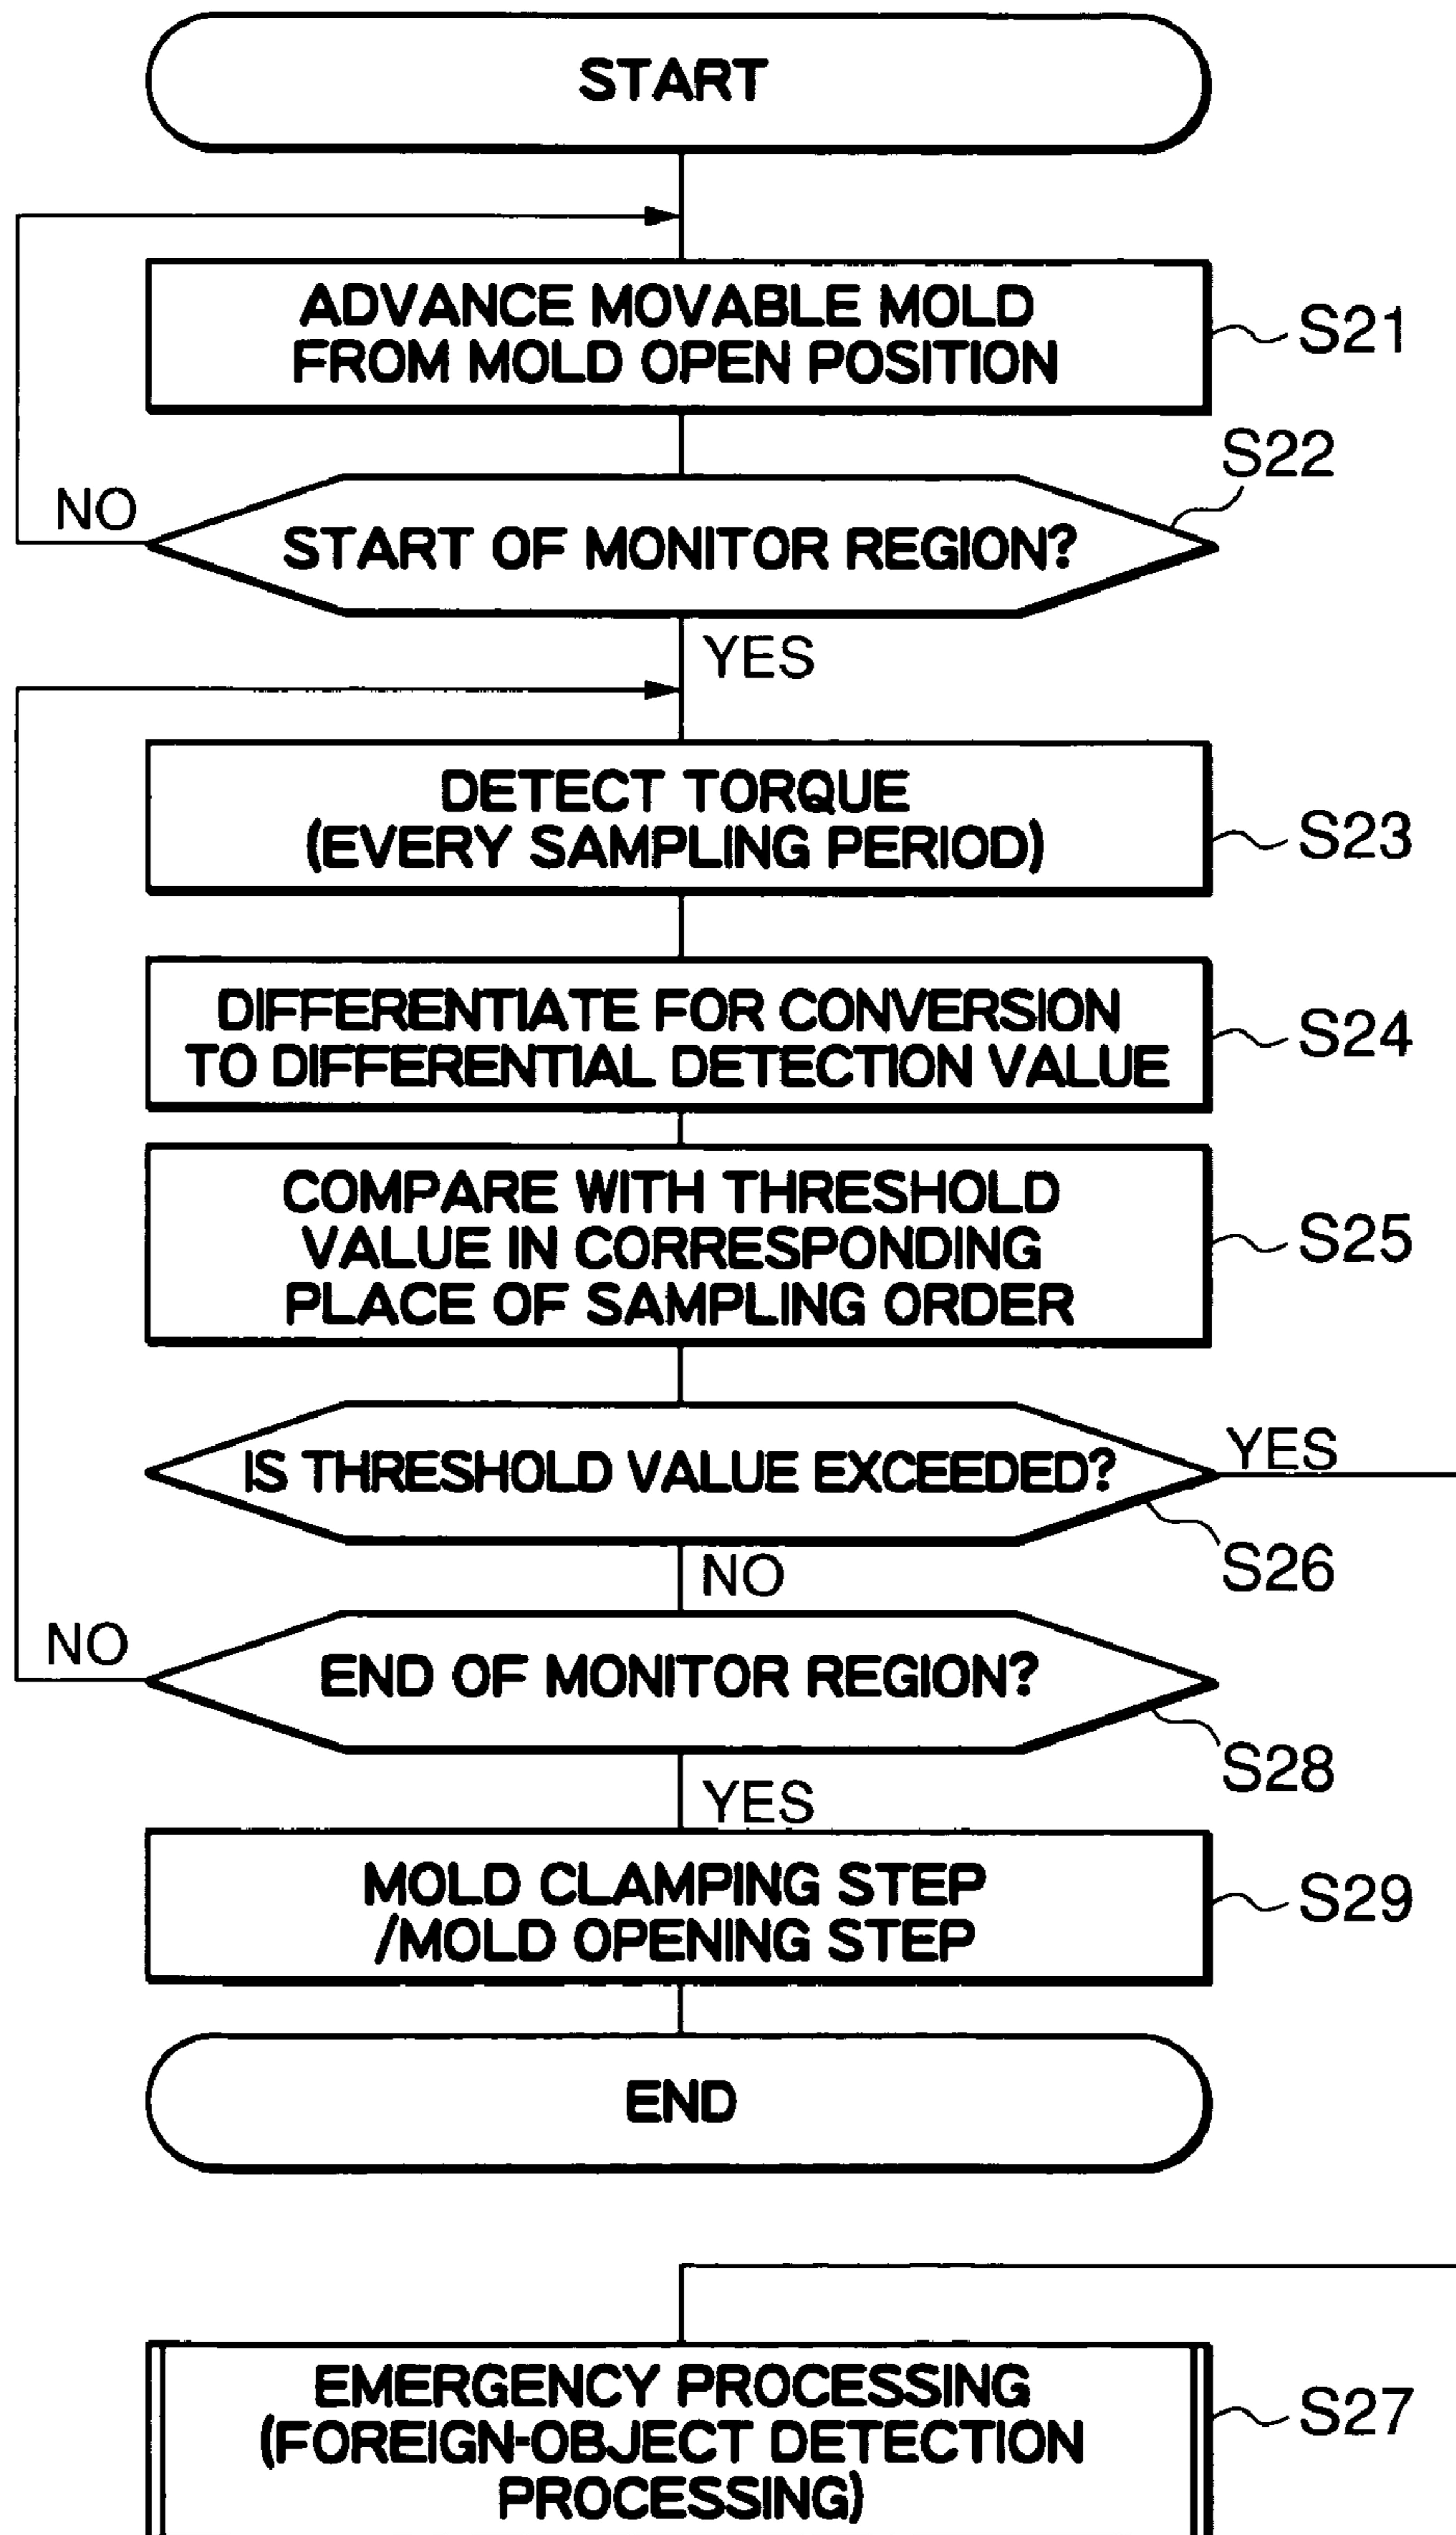 START
ADVANCE MOVABLE MOLD
FROM MOLD OPEN POSITION
S21
S22
NO
START OF MONITOR REGION?
YES
DETECT TORQUE
(EVERY SAMPLING PERIOD)
S23
DIFFERENTIATE FOR CONVERSION
TO DIFFERENTIAL DETECTION VALUE
S24
COMPARE WITH THRESHOLD
VALUE IN CORRESPONDING
PLACE OF SAMPLING ORDER
S25
IS THRESHOLD VALUE EXCEEDED?
YES
S26
NO
NO
END OF MONITOR REGION?
S28
YES
MOLD CLAMPING STEP
/MOLD OPENING STEP
S29
END
EMERGENCY PROCESSING
(FOREIGN-OBJECT DETECTION
PROCESSING)
S27